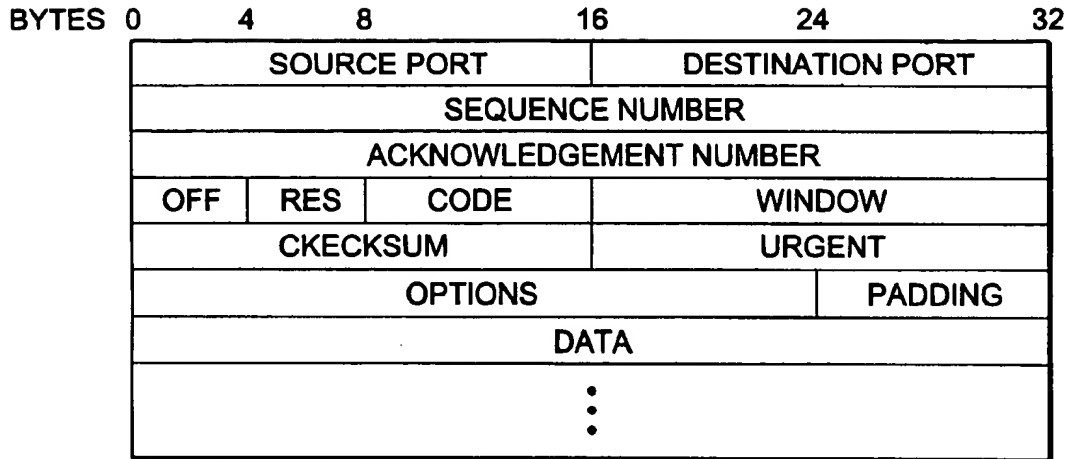 BYTES 0 4 8 16 24 32
SOURCE PORT DESTINATION PORT
SEQUENCE NUMBER
ACKNOWLEDGEMENT NUMBER
OFF RES CODE WINDOW
CKECKSUM URGENT
OPTIONS PADDING
DATA